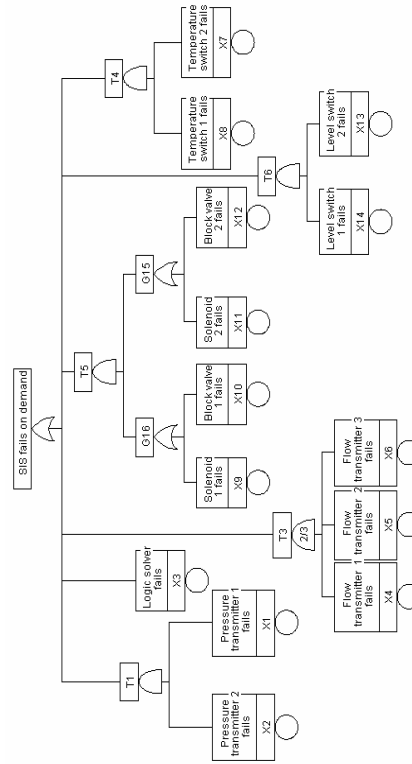 SIS fails on demand
T1
Pressure
transmitter 2
fails
X2
Pressure
transmitter 1
fails
X1
Logic solver
fails
X3
T3
2/3
Flow
transmitter 1
fails
X4
Flow
transmitter 2
fails
X5
Flow
transmitter 3
fails
X6
T5
G16
Solenoid
1 fails
X9
Block valve
1 fails
X10
G15
Solenoid
2 fails
X11
Block valve
2 fails
X12
T6
Level switch
1 fails
X14
Level switch
2 fails
X13
T4
Temperature
switch 1 fails
X8
Temperature
switch 2 fails
X7